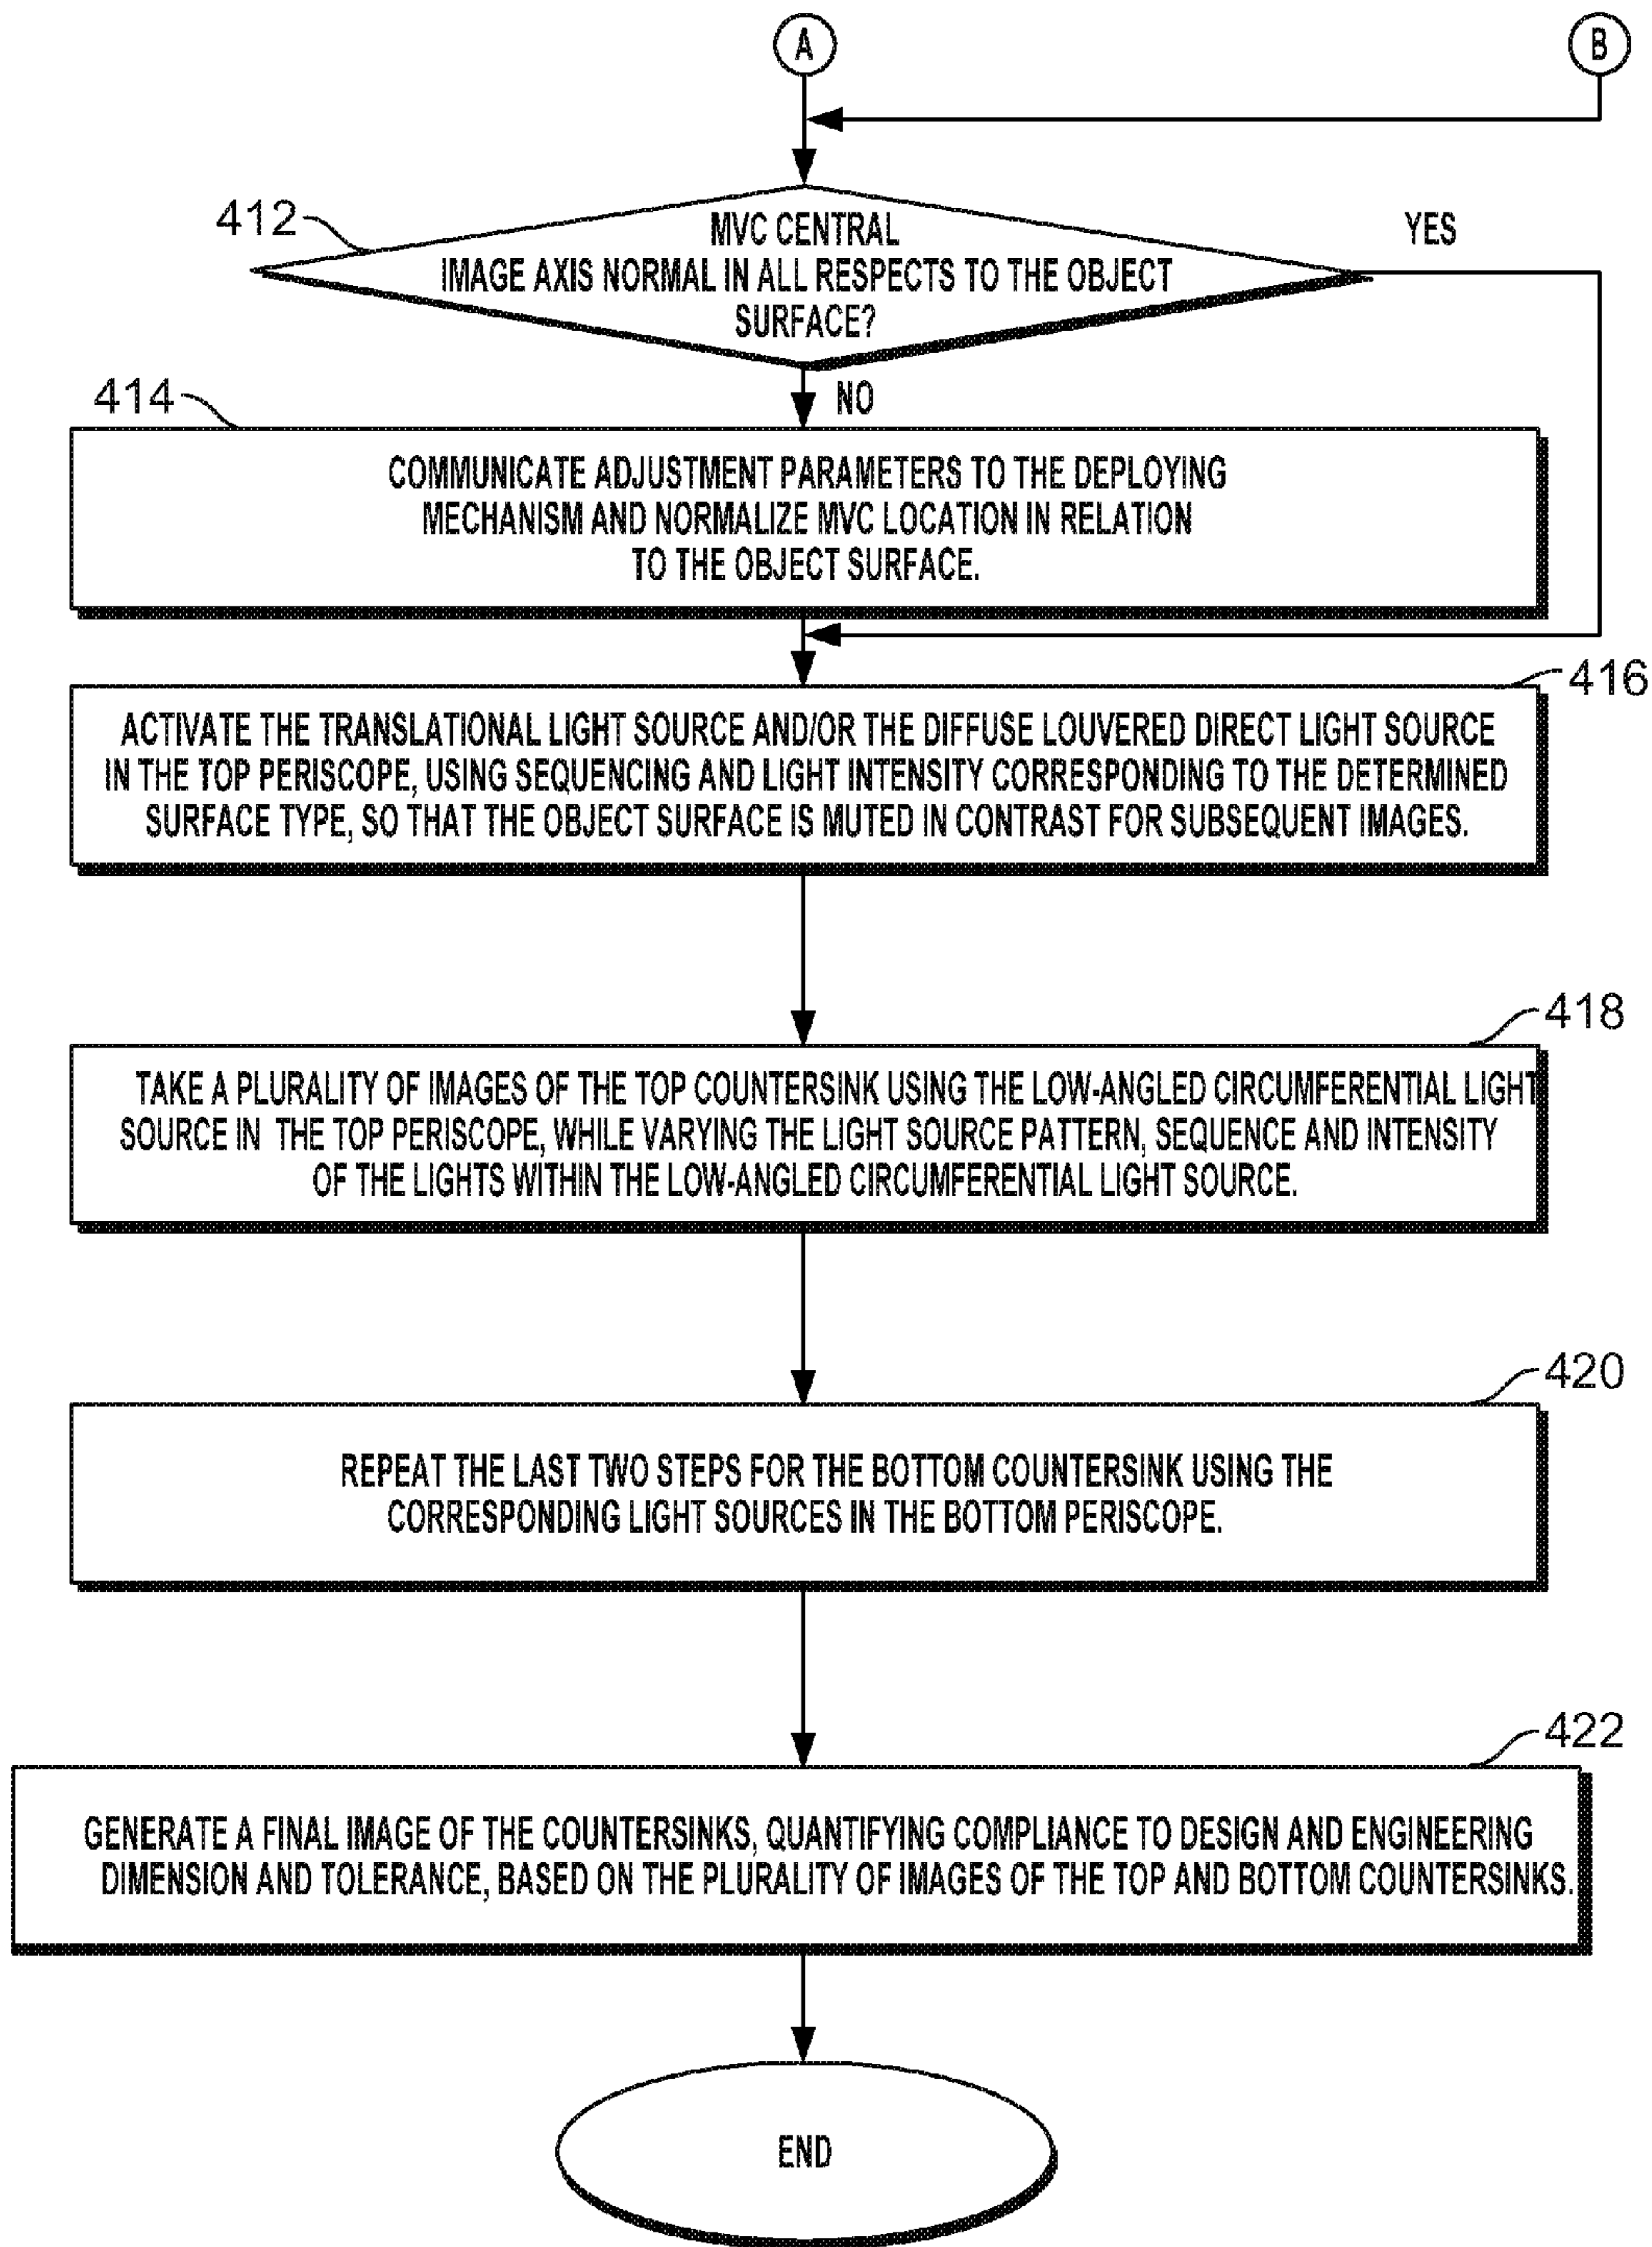 A
B
412
MVC CENTRAL
IMAGE AXIS NORMAL IN ALL RESPECTS TO THE OBJECT
SURFACE?
YES
NO
414
COMMUNICATE ADJUSTMENT PARAMETERS TO THE DEPLOYING
MECHANISM AND NORMALIZE MVC LOCATION IN RELATION
TO THE OBJECT SURFACE.
416
ACTIVATE THE TRANSLATIONAL LIGHT SOURCE AND/OR THE DIFFUSE LOUVERED DIRECT LIGHT SOURCE
IN THE TOP PERISCOPE, USING SEQUENCING AND LIGHT INTENSITY CORRESPONDING TO THE DETERMINED
SURFACE TYPE, SO THAT THE OBJECT SURFACE IS MUTED IN CONTRAST FOR SUBSEQUENT IMAGES.
418
TAKE A PLURALITY OF IMAGES OF THE TOP COUNTERSINK USING THE LOW-ANGLED CIRCUMFERENTIAL LIGHT
SOURCE IN THE TOP PERISCOPE, WHILE VARYING THE LIGHT SOURCE PATTERN, SEQUENCE AND INTENSITY
OF THE LIGHTS WITHIN THE LOW-ANGLED CIRCUMFERENTIAL LIGHT SOURCE.
420
REPEAT THE LAST TWO STEPS FOR THE BOTTOM COUNTERSINK USING THE
CORRESPONDING LIGHT SOURCES IN THE BOTTOM PERISCOPE.
422
GENERATE A FINAL IMAGE OF THE COUNTERSINKS, QUANTIFYING COMPLIANCE TO DESIGN AND ENGINEERING
DIMENSION AND TOLERANCE, BASED ON THE PLURALITY OF IMAGES OF THE TOP AND BOTTOM COUNTERSINKS.
END